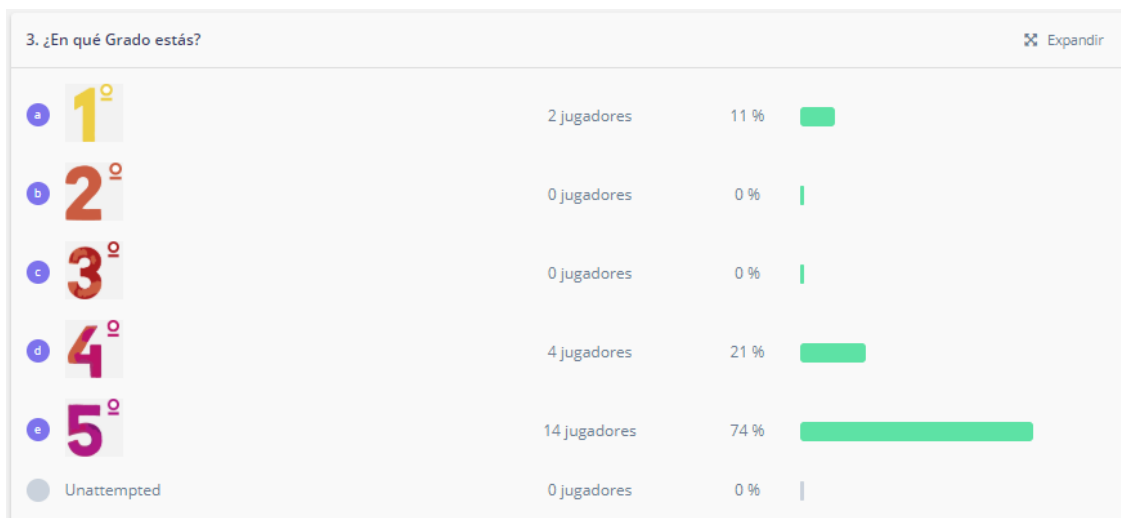 3. ¿En qué Grado estás? Expandir
a 1º 2 jugadores 11 %
b 2º 0 jugadores 0 %
c 3º 0 jugadores 0 %
d 4º 4 jugadores 21 %
e 5º 14 jugadores 74 %
Unattempted 0 jugadores 0 %